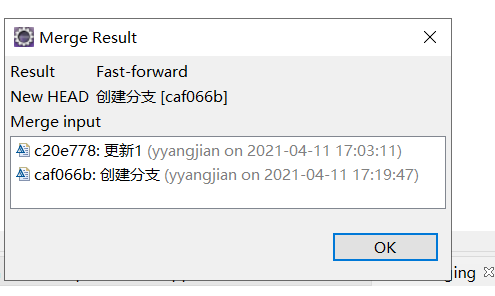 Merge Result
Result Fast-forward
New HEAD 创建分支 [caf066b]
Merge input
c20e778: 更新1 (yyangjian on 2021-04-11 17:03:11)
caf066b: 创建分支 (yyangjian on 2021-04-11 17:19:47)
OK
ging